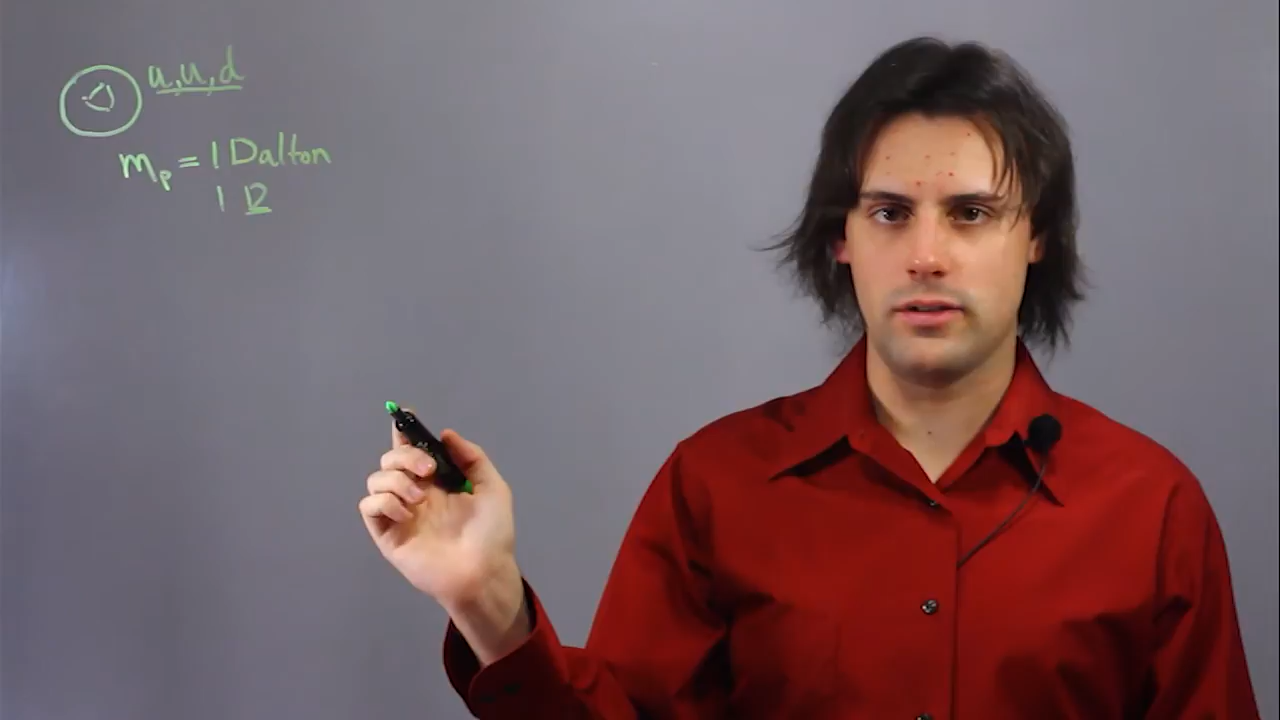 u,u,d
mₚ = 1 Dalton
1 D